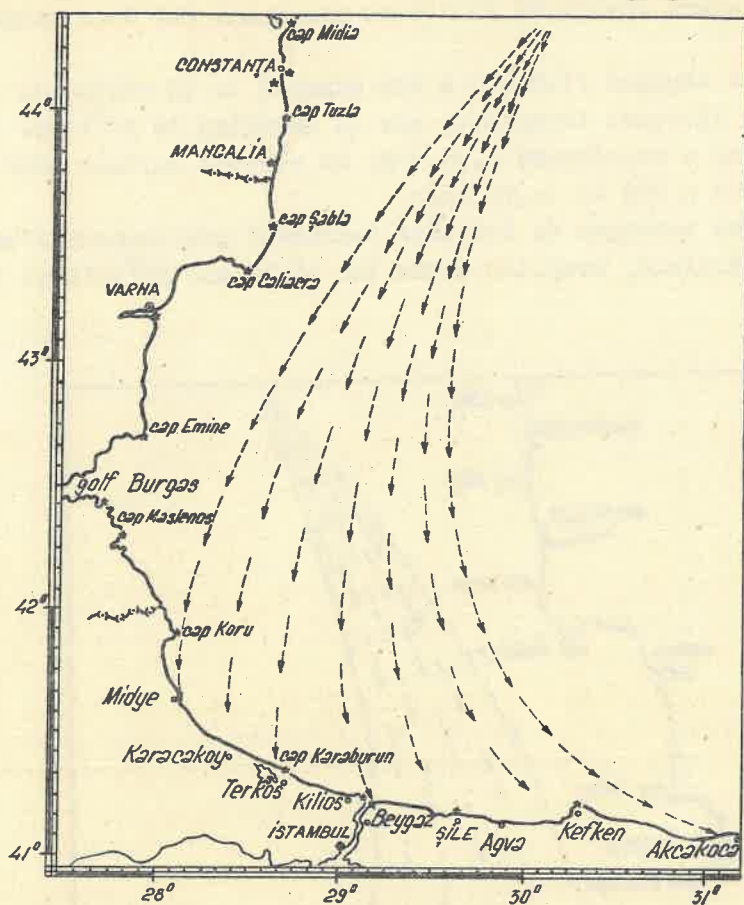 cap Midia
CONSTANȚA
44°
cap Tuzla
MANGALIA
cap Șabla
cap Caliacra
VARNA
43°
cap Emine
golf Burgas
cap Maslenos
42°
cap Koru
Midye
Karacakoy
cap Karaburun
Terkos
Kilios
Beygaz
ȘILE
Agva
Kefken
Akcakoca
ISTAMBUL
41°
28° 29° 30° 31°